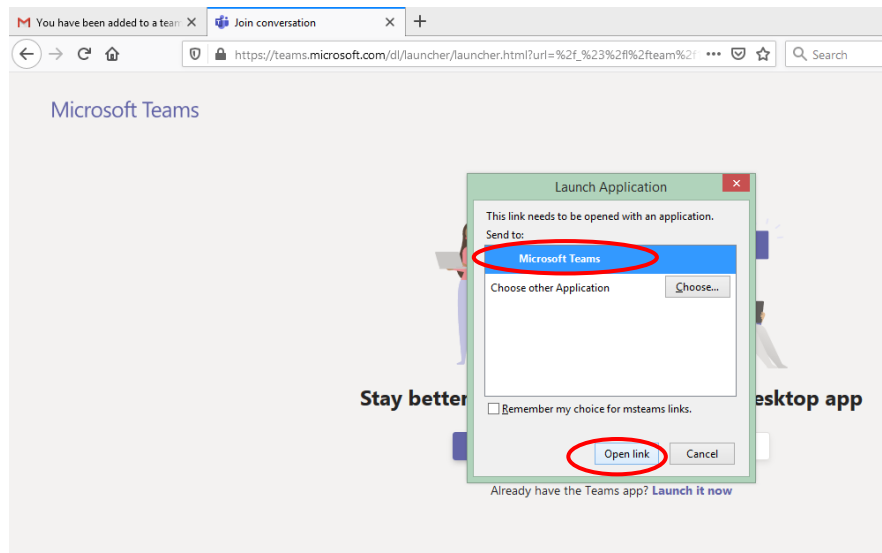 You have been added to a team
Join conversation
https://teams.microsoft.com/dl/launcher/launcher.html?url=%2f_%23%2fl%2fteam%2f
Search
Microsoft Teams
Launch Application
This link needs to be opened with an application.
Send to:
Microsoft Teams
Choose other Application
Choose...
Stay better
esktop app
Remember my choice for msteams links.
Open link
Cancel
Already have the Teams app? Launch it now